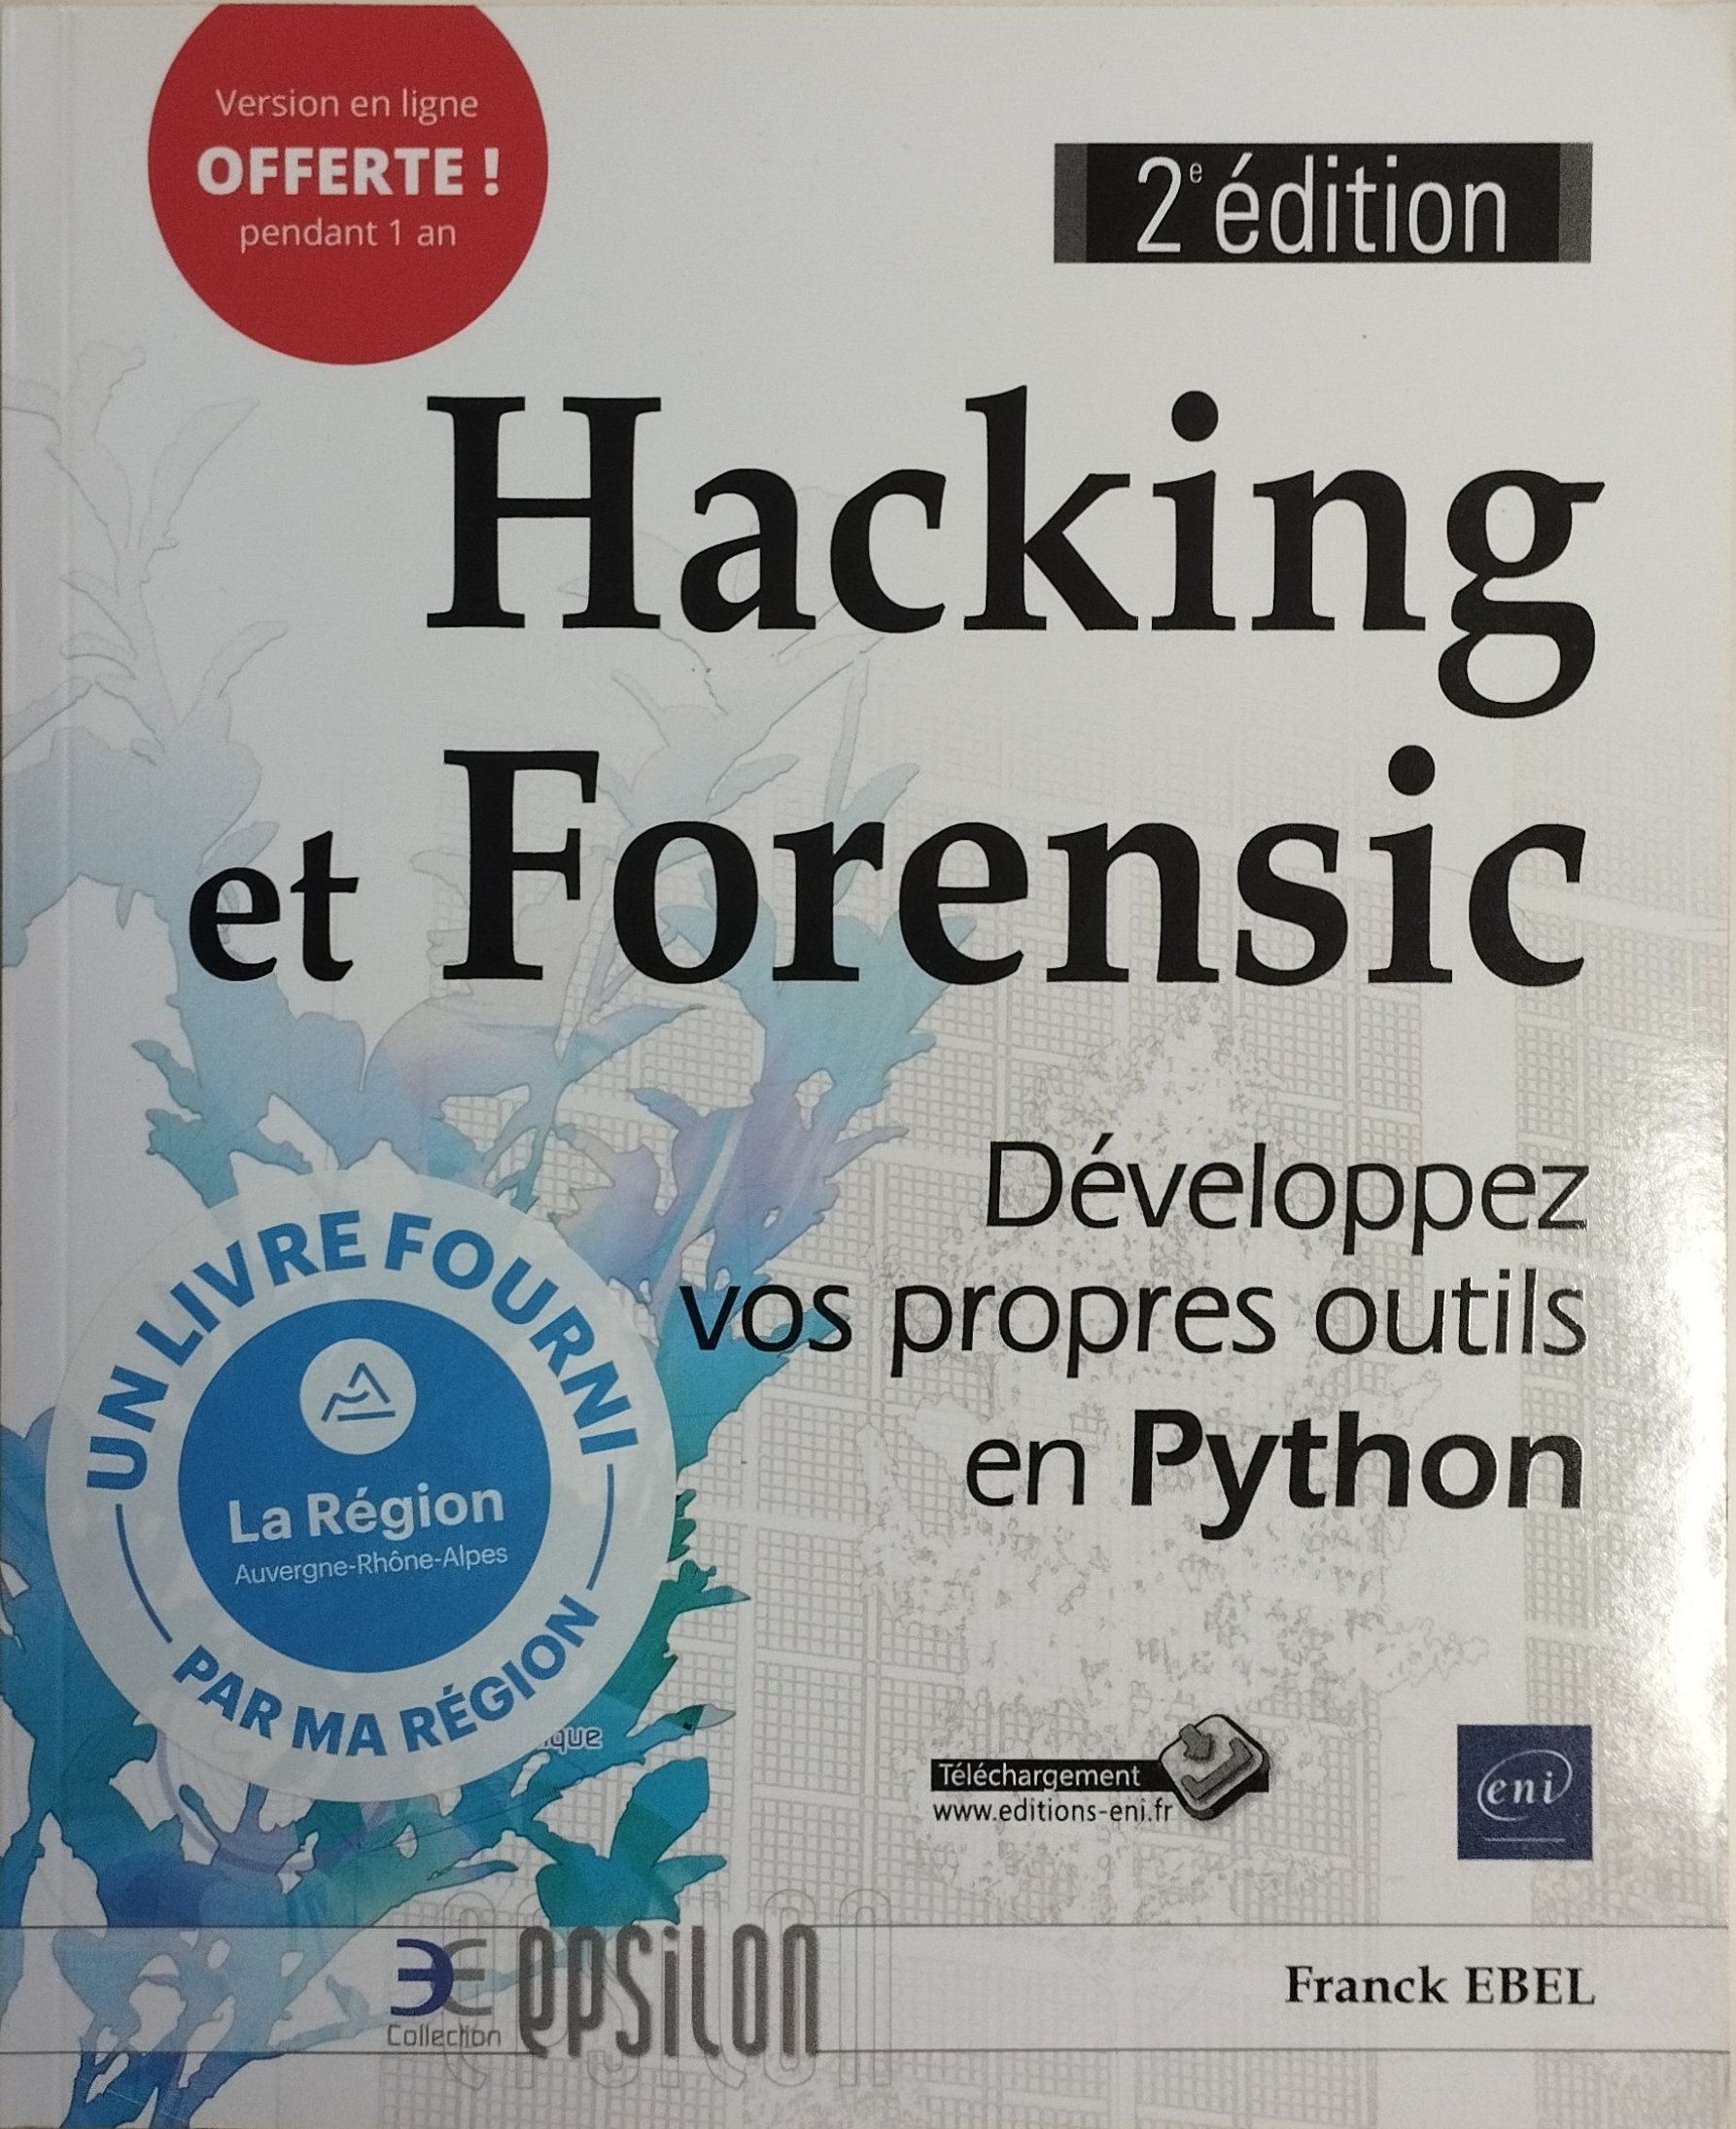 Version en ligne
OFFERTE !
pendant 1 an
2e édition
Hacking
et Forensic
Développez
vos propres outils
en Python
UN LIVRE FOURNI
La Région
Auvergne-Rhône-Alpes
PAR MA RÉGION
Téléchargement
www.editions-eni.fr
eni
Collection
epsilon
Franck EBEL